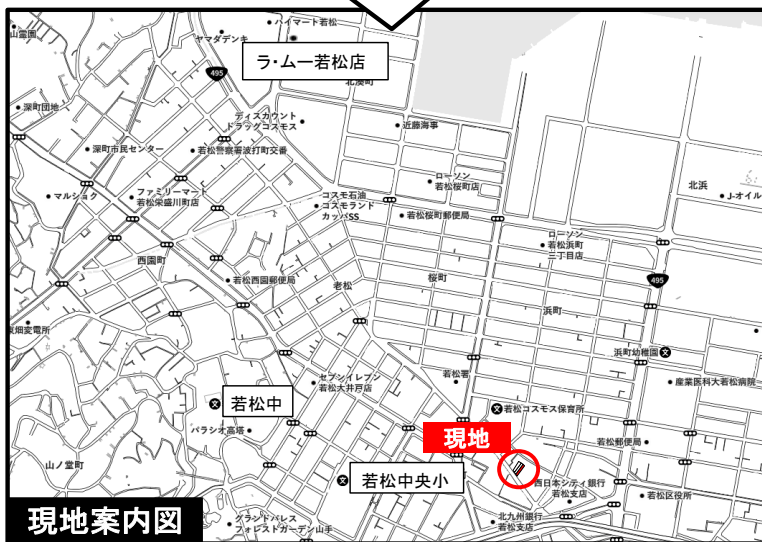 ハイマート若松
山霊園
ヤマダデンキ
495
ラ・ムー若松店
北湊町
深町団地
ディスカウント
ドラッグコスモス
近藤海事
深町市民センター
若松警察署波打町交番
ローソン
若松桜町店
北浜
J-オイル
マルショク
ファミリーマート
若松栄盛川町店
コスモ石油
コスモランド
カッパSS
若松桜町郵便局
ローソン
若松浜町
三丁目店
西園町
若松西園郵便局
老松
桜町
495
浜町
東畑変電所
浜町幼稚園
文
セブンイレブン
若松大井戸店
若松署
産業医科大若松病院
文
若松中
文
若松コスモス保育所
パラシオ高塔
現地
若松郵便局
山ノ堂町
文
若松中央小
西日本シティ銀行
若松支店
若松区役所
現地案内図
グランドパレス
フォレストガーデン山手
北九州銀行
若松支店